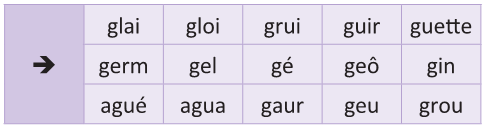 glai gloi grui guir guette
➔ germ gel gé geô gin
agué agua gaur geu grou